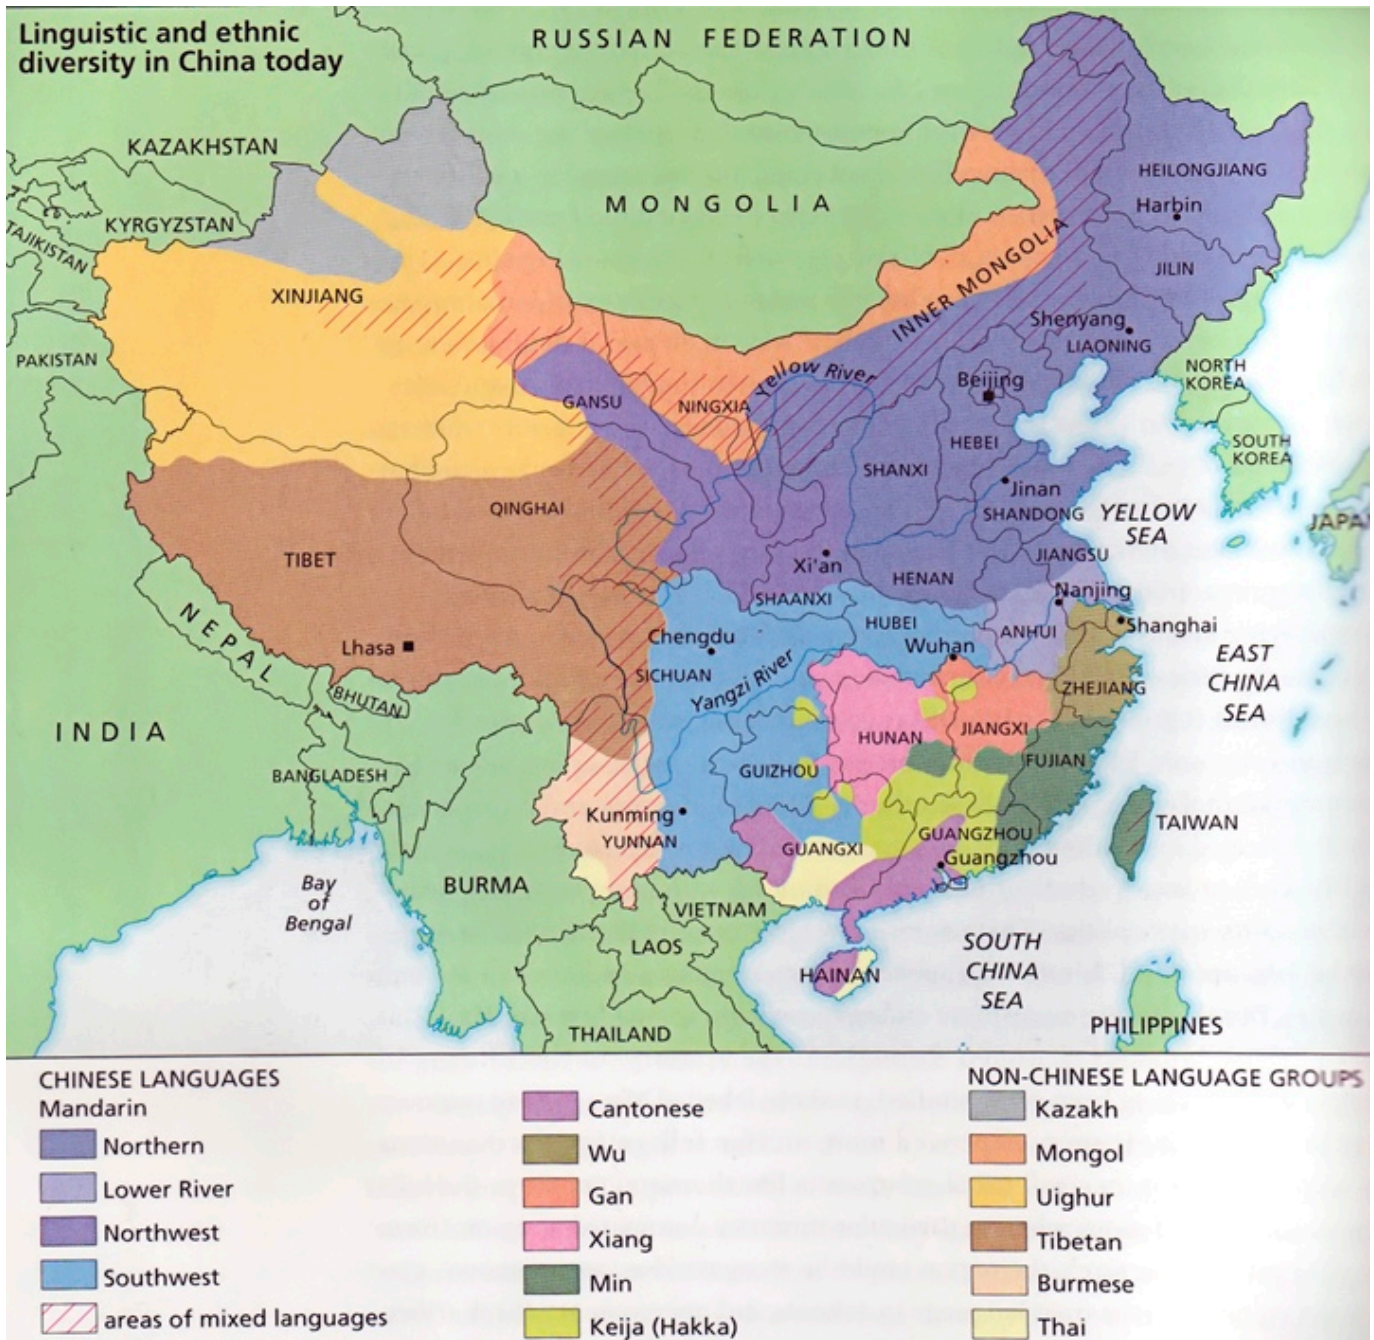 Linguistic and ethnic
diversity in China today
RUSSIAN FEDERATION
KAZAKHSTAN
MONGOLIA
HEILONGJIANG
Harbin
KYRGYZSTAN
TAJIKISTAN
JILIN
XINJIANG
INNER MONGOLIA
Shenyang
LIAONING
PAKISTAN
NORTH
KOREA
Yellow River
Beijing
GANSU
NINGXIA
HEBEI
SOUTH
KOREA
SHANXI
Jinan
SHANDONG
YELLOW
SEA
JAPA
QINGHAI
TIBET
JIANGSU
Xi'an
HENAN
SHAANXI
Nanjing
NEPAL
HUBEI
Shanghai
Chengdu
Wuhan
ANHUI
Lhasa
SICHUAN
Yangzi River
EAST
CHINA
SEA
BHUTAN
ZHEJIANG
INDIA
HUNAN
JIANGXI
FUJIAN
BANGLADESH
GUIZHOU
Kunming
YUNNAN
TAIWAN
GUANGXI
GUANGZHOU
Guangzhou
BURMA
Bay
of
Bengal
VIETNAM
LAOS
HAINAN
SOUTH
CHINA
SEA
THAILAND
PHILIPPINES
CHINESE LANGUAGES
Mandarin
Northern
Lower River
Northwest
Southwest
areas of mixed languages
Cantonese
Wu
Gan
Xiang
Min
Keija (Hakka)
NON-CHINESE LANGUAGE GROUPS
Kazakh
Mongol
Uighur
Tibetan
Burmese
Thai